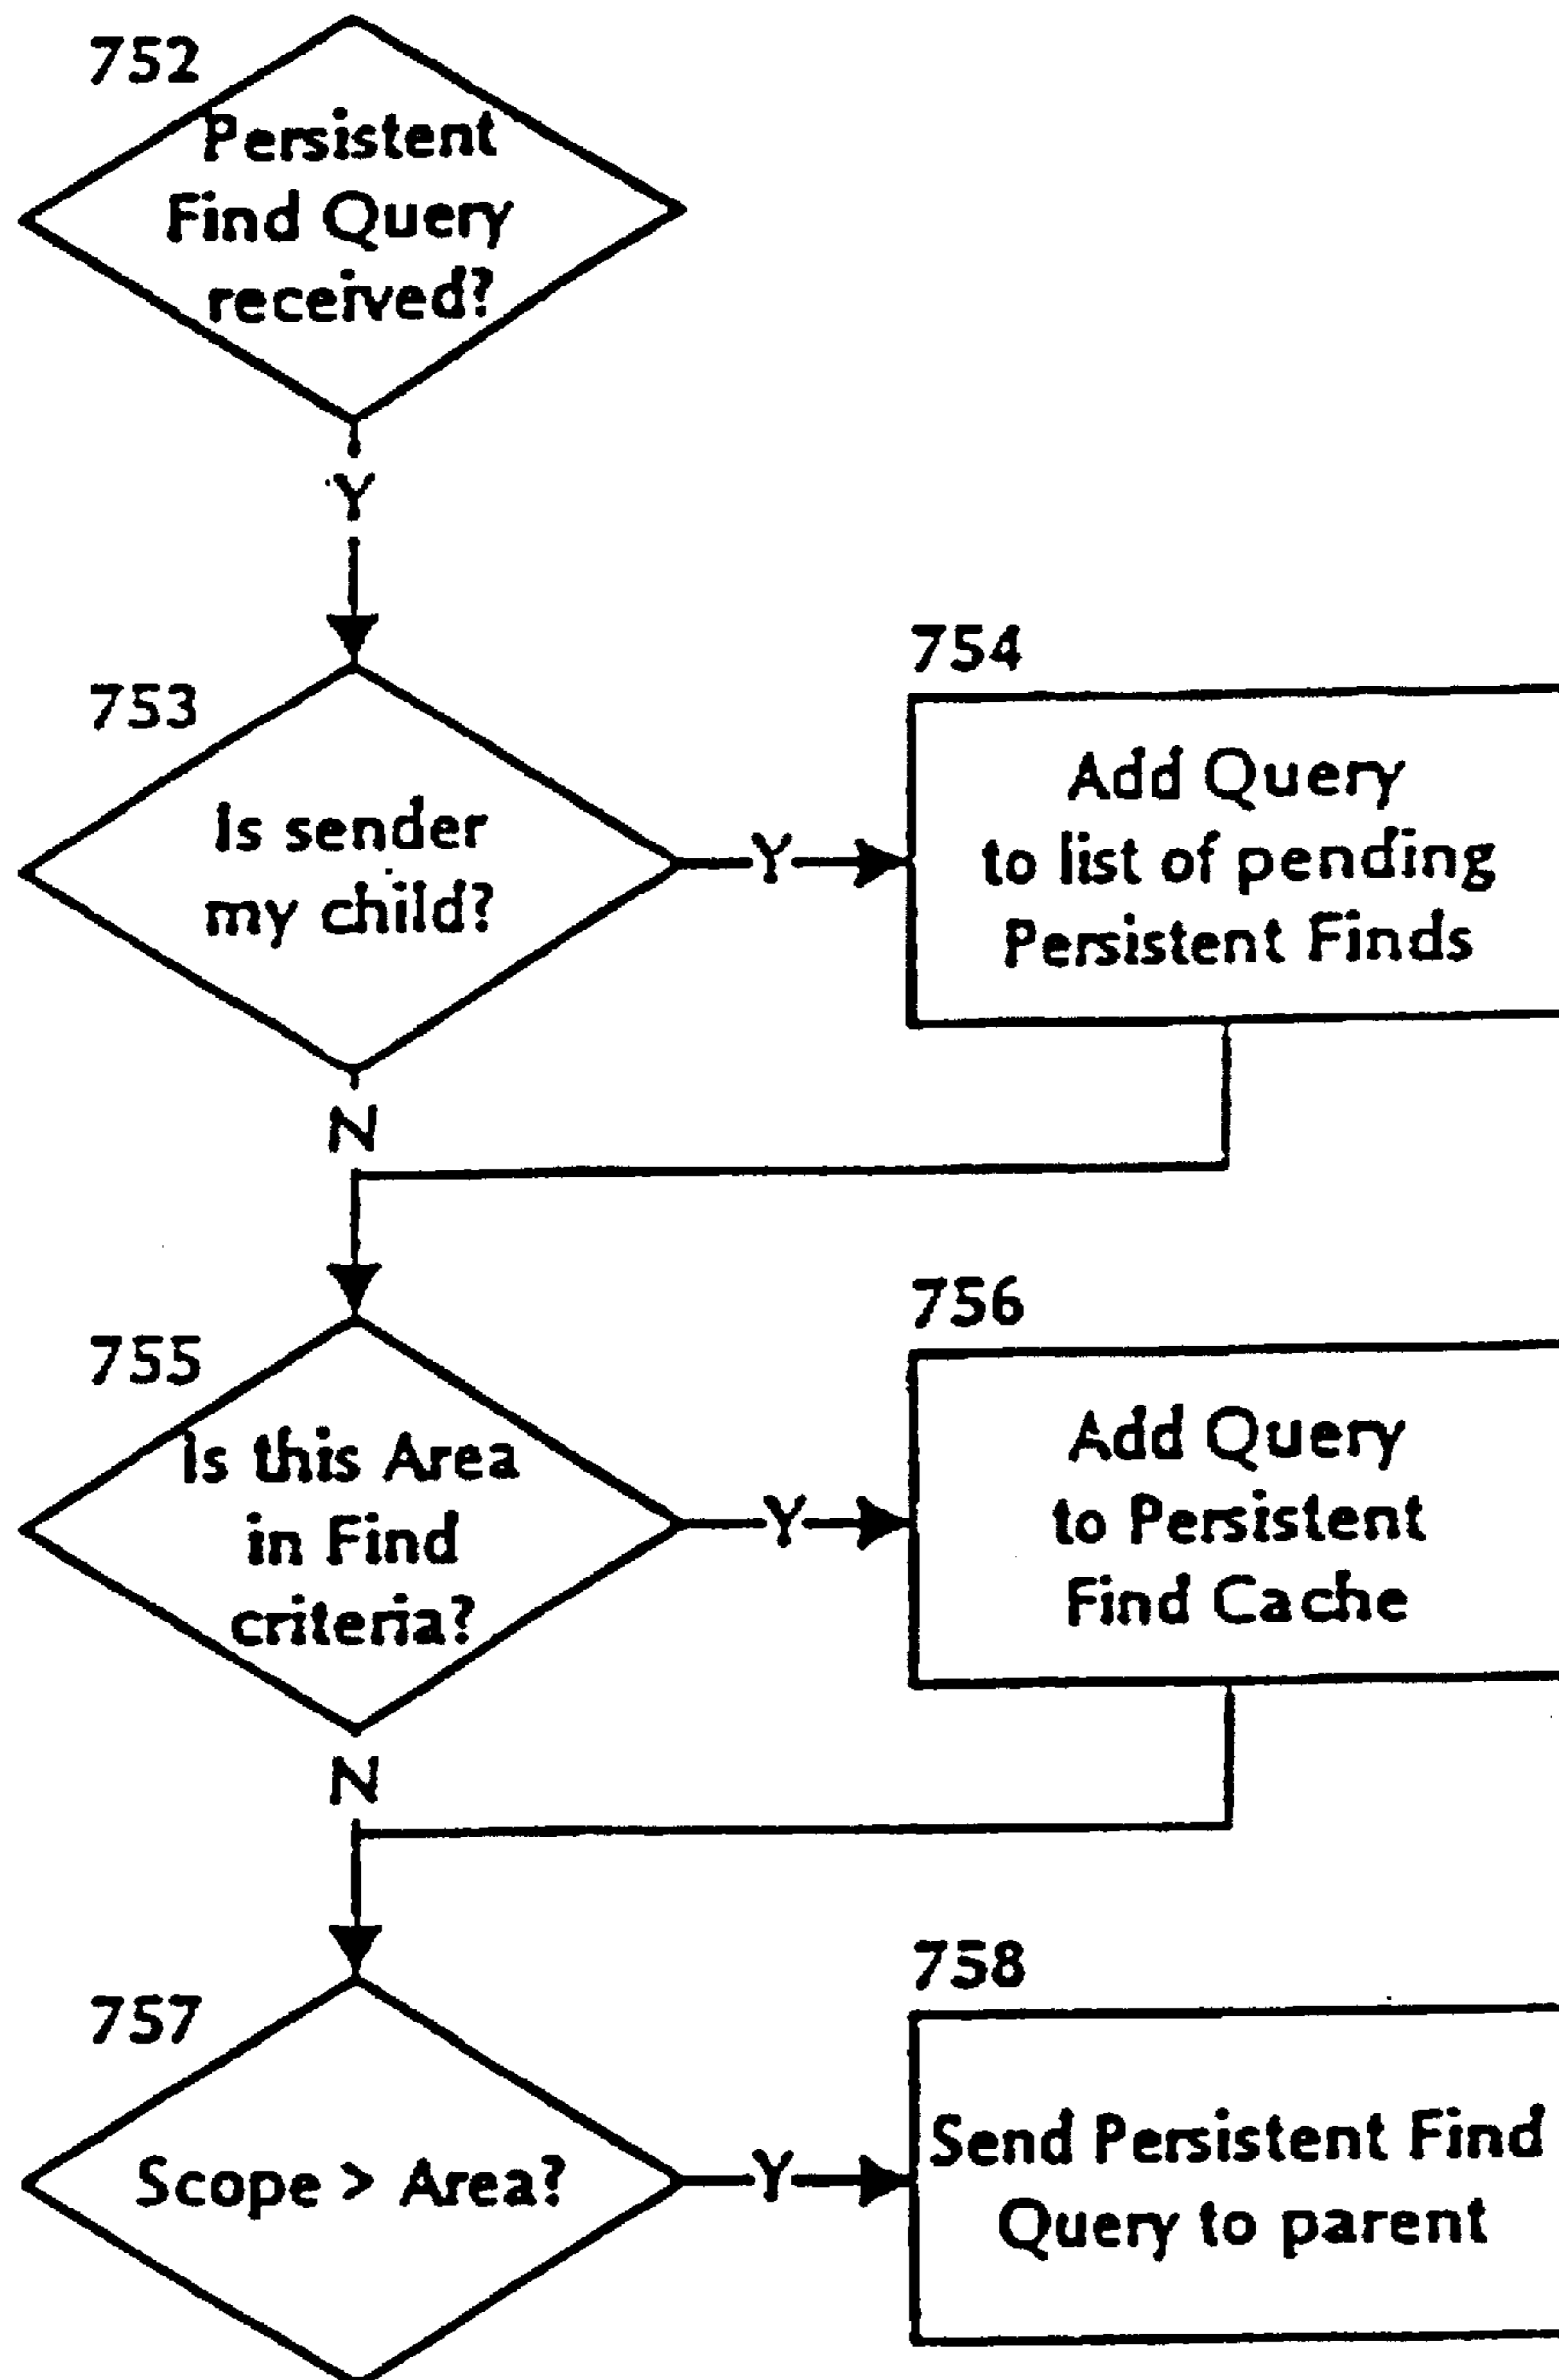 752
Persistent
Find Query
received?
Y
753
Is sender
my child?
Y
754
Add Query
to list of pending
Persistent Finds
N
755
Is this Area
in Find
criteria?
Y
756
Add Query
to Persistent
Find Cache
N
757
Scope > Area?
Y
758
Send Persistent Find
Query to parent